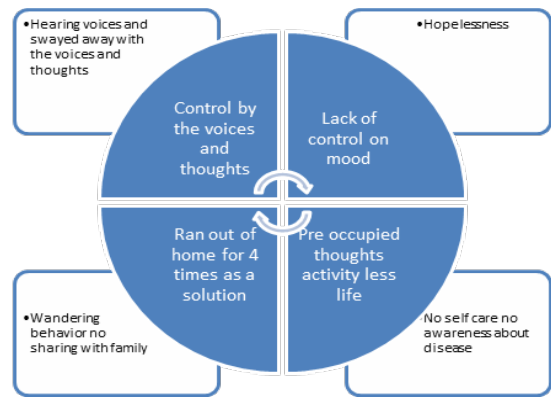 •Hearing voices and
swayed away with
the voices and
thoughts
•Hopelessness
Control by
the voices
and
thoughts
Lack of
control on
mood
Ran out of
home for 4
times as a
solution
Pre occupied
thoughts
activity less
life
•Wandering
behavior no
sharing with family
No self care no
awareness about
disease